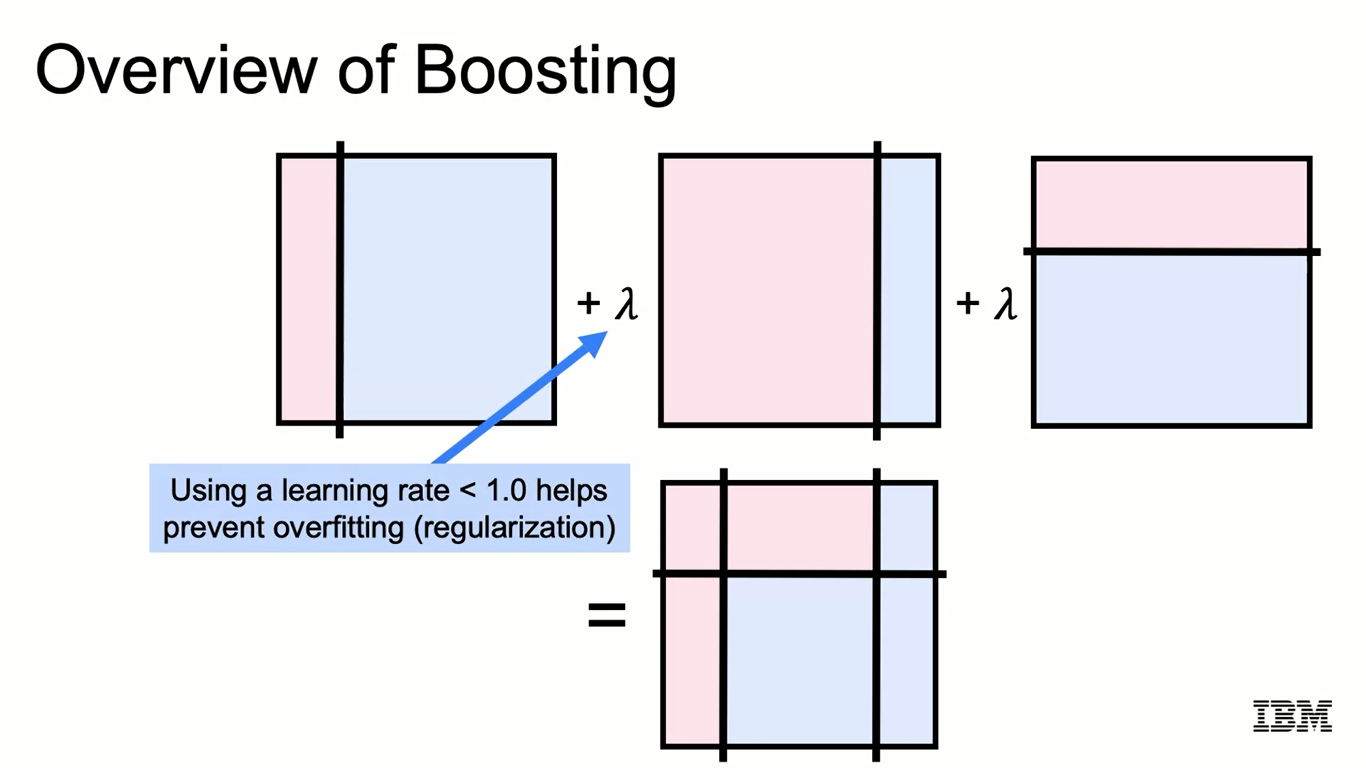 Overview of Boosting
+ λ
+ λ
Using a learning rate < 1.0 helps
prevent overfitting (regularization)
=
IBM